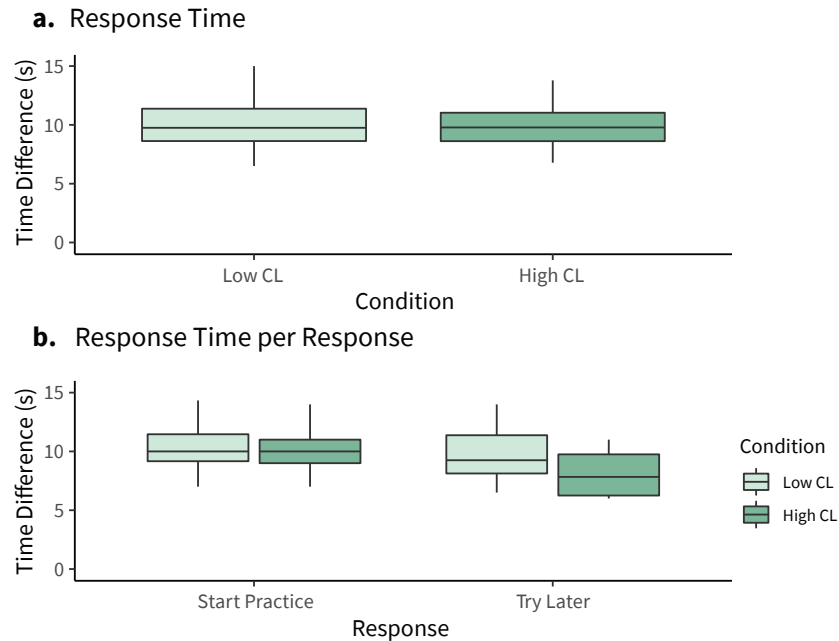 a. Response Time
Time Difference (s)
15
10
5
0
Low CL High CL
Condition
b. Response Time per Response
Time Difference (s)
15
10
5
0
Start Practice Try Later
Response
Condition
Low CL
High CL